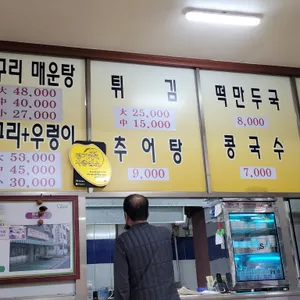 구리 매운탕
大 48,000
中 40,000
小 27,000
구리+우렁이
大 53,000
中 45,000
小 30,000
튀김
大 25,000
中 15,000
추어탕
9,000
떡만두국
8,000
콩국수
7,000